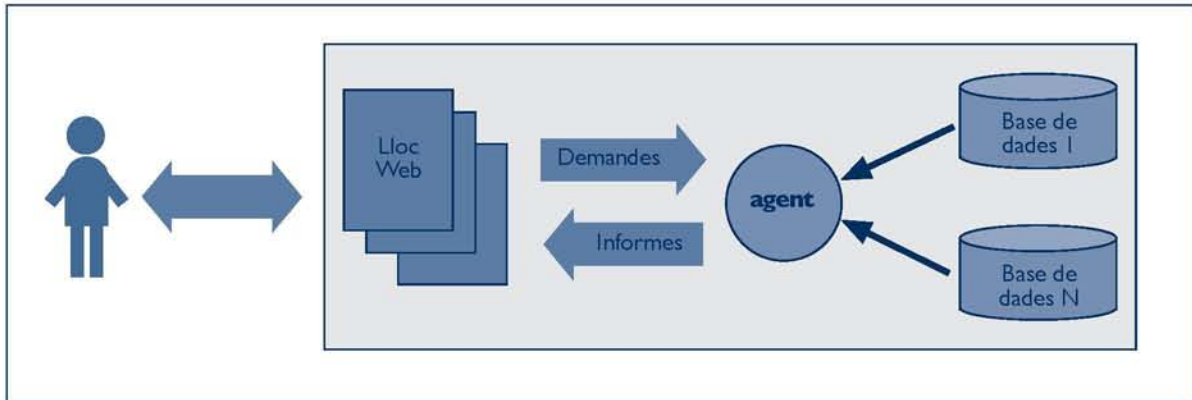 Lloc
Web
Demandes
Informes
agent
Base de
dades 1
Base de
dades N